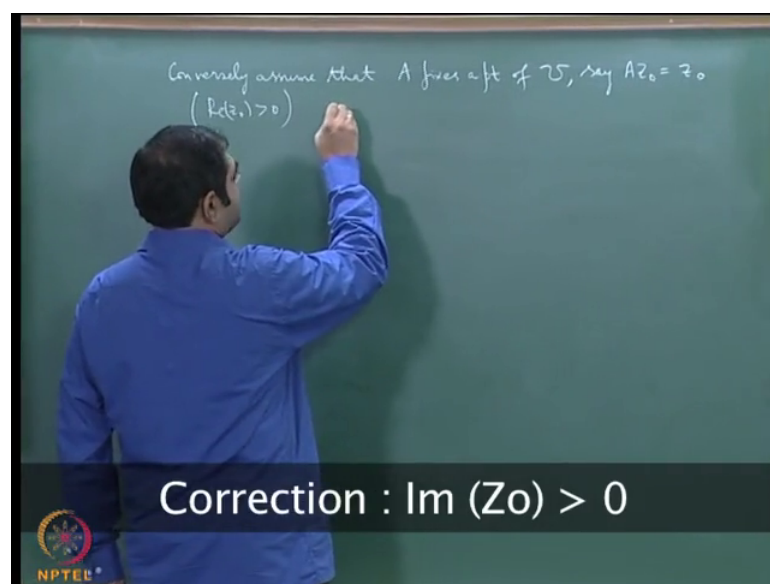 Conversely assume that A fixes a pt of U, say Az₀ = z₀
(Re(z₀) > 0)
Correction : Im (Zo) > 0
NPTEL